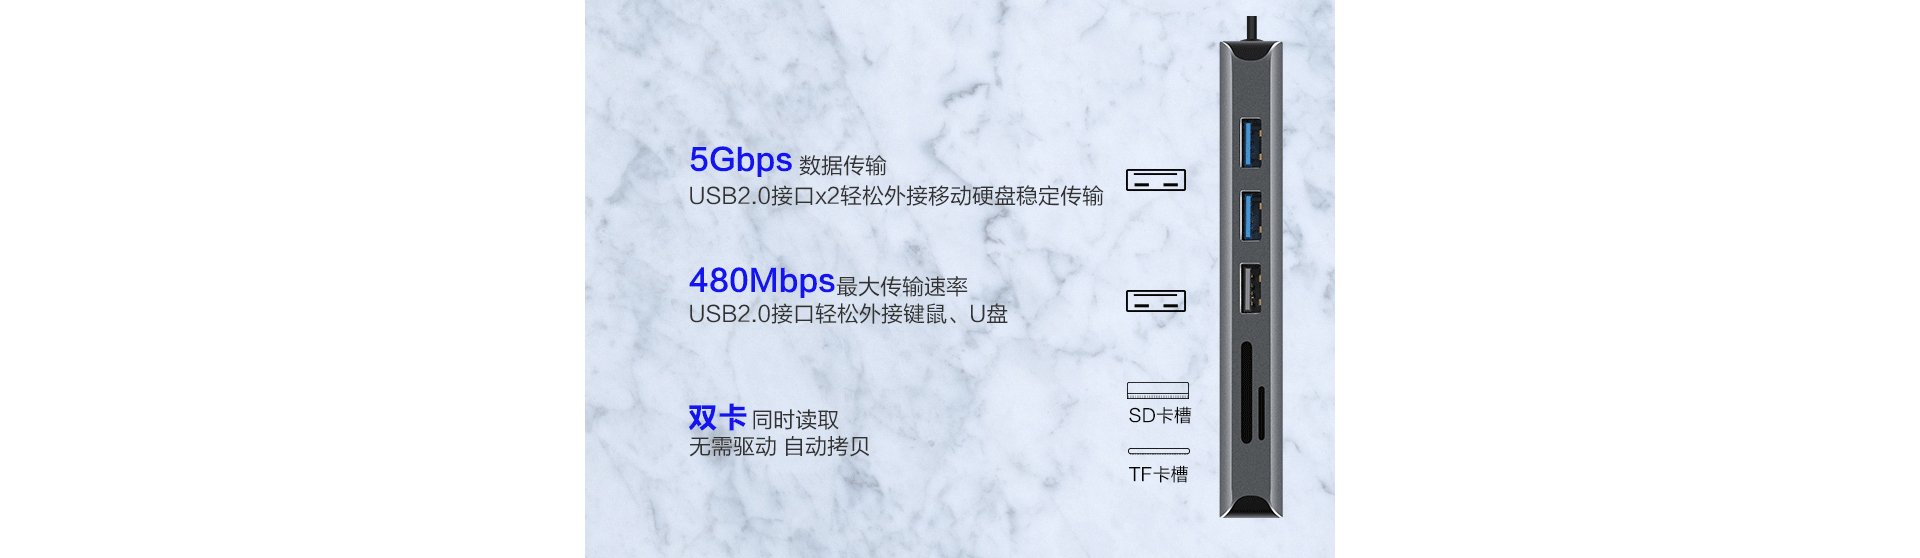 5Gbps 数据传输
USB2.0接口x2轻松外接移动硬盘稳定传输
480Mbps最大传输速率
USB2.0接口轻松外接键鼠、U盘
双卡 同时读取
无需驱动 自动拷贝
SD卡槽
TF卡槽